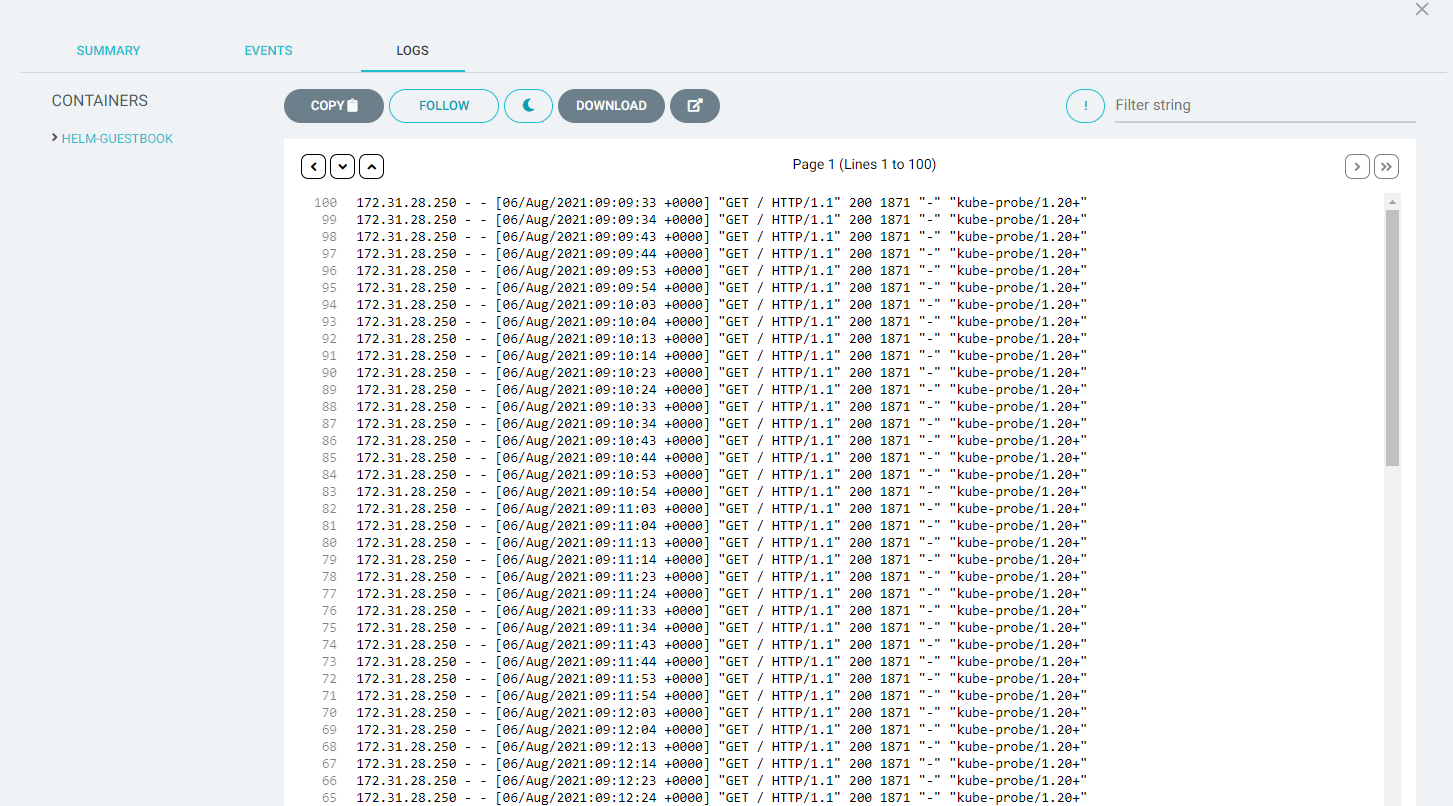 SUMMARY EVENTS LOGS
CONTAINERS
HELM-GUESTBOOK
COPY FOLLOW DOWNLOAD ! Filter string
Page 1 (Lines 1 to 100)
100 172.31.28.250 - - [06/Aug/2021:09:09:33 +0000] "GET / HTTP/1.1" 200 1871 "-" "kube-probe/1.20+"
99 172.31.28.250 - - [06/Aug/2021:09:09:34 +0000] "GET / HTTP/1.1" 200 1871 "-" "kube-probe/1.20+"
98 172.31.28.250 - - [06/Aug/2021:09:09:43 +0000] "GET / HTTP/1.1" 200 1871 "-" "kube-probe/1.20+"
97 172.31.28.250 - - [06/Aug/2021:09:09:44 +0000] "GET / HTTP/1.1" 200 1871 "-" "kube-probe/1.20+"
96 172.31.28.250 - - [06/Aug/2021:09:09:53 +0000] "GET / HTTP/1.1" 200 1871 "-" "kube-probe/1.20+"
95 172.31.28.250 - - [06/Aug/2021:09:09:54 +0000] "GET / HTTP/1.1" 200 1871 "-" "kube-probe/1.20+"
94 172.31.28.250 - - [06/Aug/2021:09:10:03 +0000] "GET / HTTP/1.1" 200 1871 "-" "kube-probe/1.20+"
93 172.31.28.250 - - [06/Aug/2021:09:10:04 +0000] "GET / HTTP/1.1" 200 1871 "-" "kube-probe/1.20+"
92 172.31.28.250 - - [06/Aug/2021:09:10:13 +0000] "GET / HTTP/1.1" 200 1871 "-" "kube-probe/1.20+"
91 172.31.28.250 - - [06/Aug/2021:09:10:14 +0000] "GET / HTTP/1.1" 200 1871 "-" "kube-probe/1.20+"
90 172.31.28.250 - - [06/Aug/2021:09:10:23 +0000] "GET / HTTP/1.1" 200 1871 "-" "kube-probe/1.20+"
89 172.31.28.250 - - [06/Aug/2021:09:10:24 +0000] "GET / HTTP/1.1" 200 1871 "-" "kube-probe/1.20+"
88 172.31.28.250 - - [06/Aug/2021:09:10:33 +0000] "GET / HTTP/1.1" 200 1871 "-" "kube-probe/1.20+"
87 172.31.28.250 - - [06/Aug/2021:09:10:34 +0000] "GET / HTTP/1.1" 200 1871 "-" "kube-probe/1.20+"
86 172.31.28.250 - - [06/Aug/2021:09:10:43 +0000] "GET / HTTP/1.1" 200 1871 "-" "kube-probe/1.20+"
85 172.31.28.250 - - [06/Aug/2021:09:10:44 +0000] "GET / HTTP/1.1" 200 1871 "-" "kube-probe/1.20+"
84 172.31.28.250 - - [06/Aug/2021:09:10:53 +0000] "GET / HTTP/1.1" 200 1871 "-" "kube-probe/1.20+"
83 172.31.28.250 - - [06/Aug/2021:09:10:54 +0000] "GET / HTTP/1.1" 200 1871 "-" "kube-probe/1.20+"
82 172.31.28.250 - - [06/Aug/2021:09:11:03 +0000] "GET / HTTP/1.1" 200 1871 "-" "kube-probe/1.20+"
81 172.31.28.250 - - [06/Aug/2021:09:11:04 +0000] "GET / HTTP/1.1" 200 1871 "-" "kube-probe/1.20+"
80 172.31.28.250 - - [06/Aug/2021:09:11:13 +0000] "GET / HTTP/1.1" 200 1871 "-" "kube-probe/1.20+"
79 172.31.28.250 - - [06/Aug/2021:09:11:14 +0000] "GET / HTTP/1.1" 200 1871 "-" "kube-probe/1.20+"
78 172.31.28.250 - - [06/Aug/2021:09:11:23 +0000] "GET / HTTP/1.1" 200 1871 "-" "kube-probe/1.20+"
77 172.31.28.250 - - [06/Aug/2021:09:11:24 +0000] "GET / HTTP/1.1" 200 1871 "-" "kube-probe/1.20+"
76 172.31.28.250 - - [06/Aug/2021:09:11:33 +0000] "GET / HTTP/1.1" 200 1871 "-" "kube-probe/1.20+"
75 172.31.28.250 - - [06/Aug/2021:09:11:34 +0000] "GET / HTTP/1.1" 200 1871 "-" "kube-probe/1.20+"
74 172.31.28.250 - - [06/Aug/2021:09:11:43 +0000] "GET / HTTP/1.1" 200 1871 "-" "kube-probe/1.20+"
73 172.31.28.250 - - [06/Aug/2021:09:11:44 +0000] "GET / HTTP/1.1" 200 1871 "-" "kube-probe/1.20+"
72 172.31.28.250 - - [06/Aug/2021:09:11:53 +0000] "GET / HTTP/1.1" 200 1871 "-" "kube-probe/1.20+"
71 172.31.28.250 - - [06/Aug/2021:09:11:54 +0000] "GET / HTTP/1.1" 200 1871 "-" "kube-probe/1.20+"
70 172.31.28.250 - - [06/Aug/2021:09:12:03 +0000] "GET / HTTP/1.1" 200 1871 "-" "kube-probe/1.20+"
69 172.31.28.250 - - [06/Aug/2021:09:12:04 +0000] "GET / HTTP/1.1" 200 1871 "-" "kube-probe/1.20+"
68 172.31.28.250 - - [06/Aug/2021:09:12:13 +0000] "GET / HTTP/1.1" 200 1871 "-" "kube-probe/1.20+"
67 172.31.28.250 - - [06/Aug/2021:09:12:14 +0000] "GET / HTTP/1.1" 200 1871 "-" "kube-probe/1.20+"
66 172.31.28.250 - - [06/Aug/2021:09:12:23 +0000] "GET / HTTP/1.1" 200 1871 "-" "kube-probe/1.20+"
65 172.31.28.250 - - [06/Aug/2021:09:12:24 +0000] "GET / HTTP/1.1" 200 1871 "-" "kube-probe/1.20+"